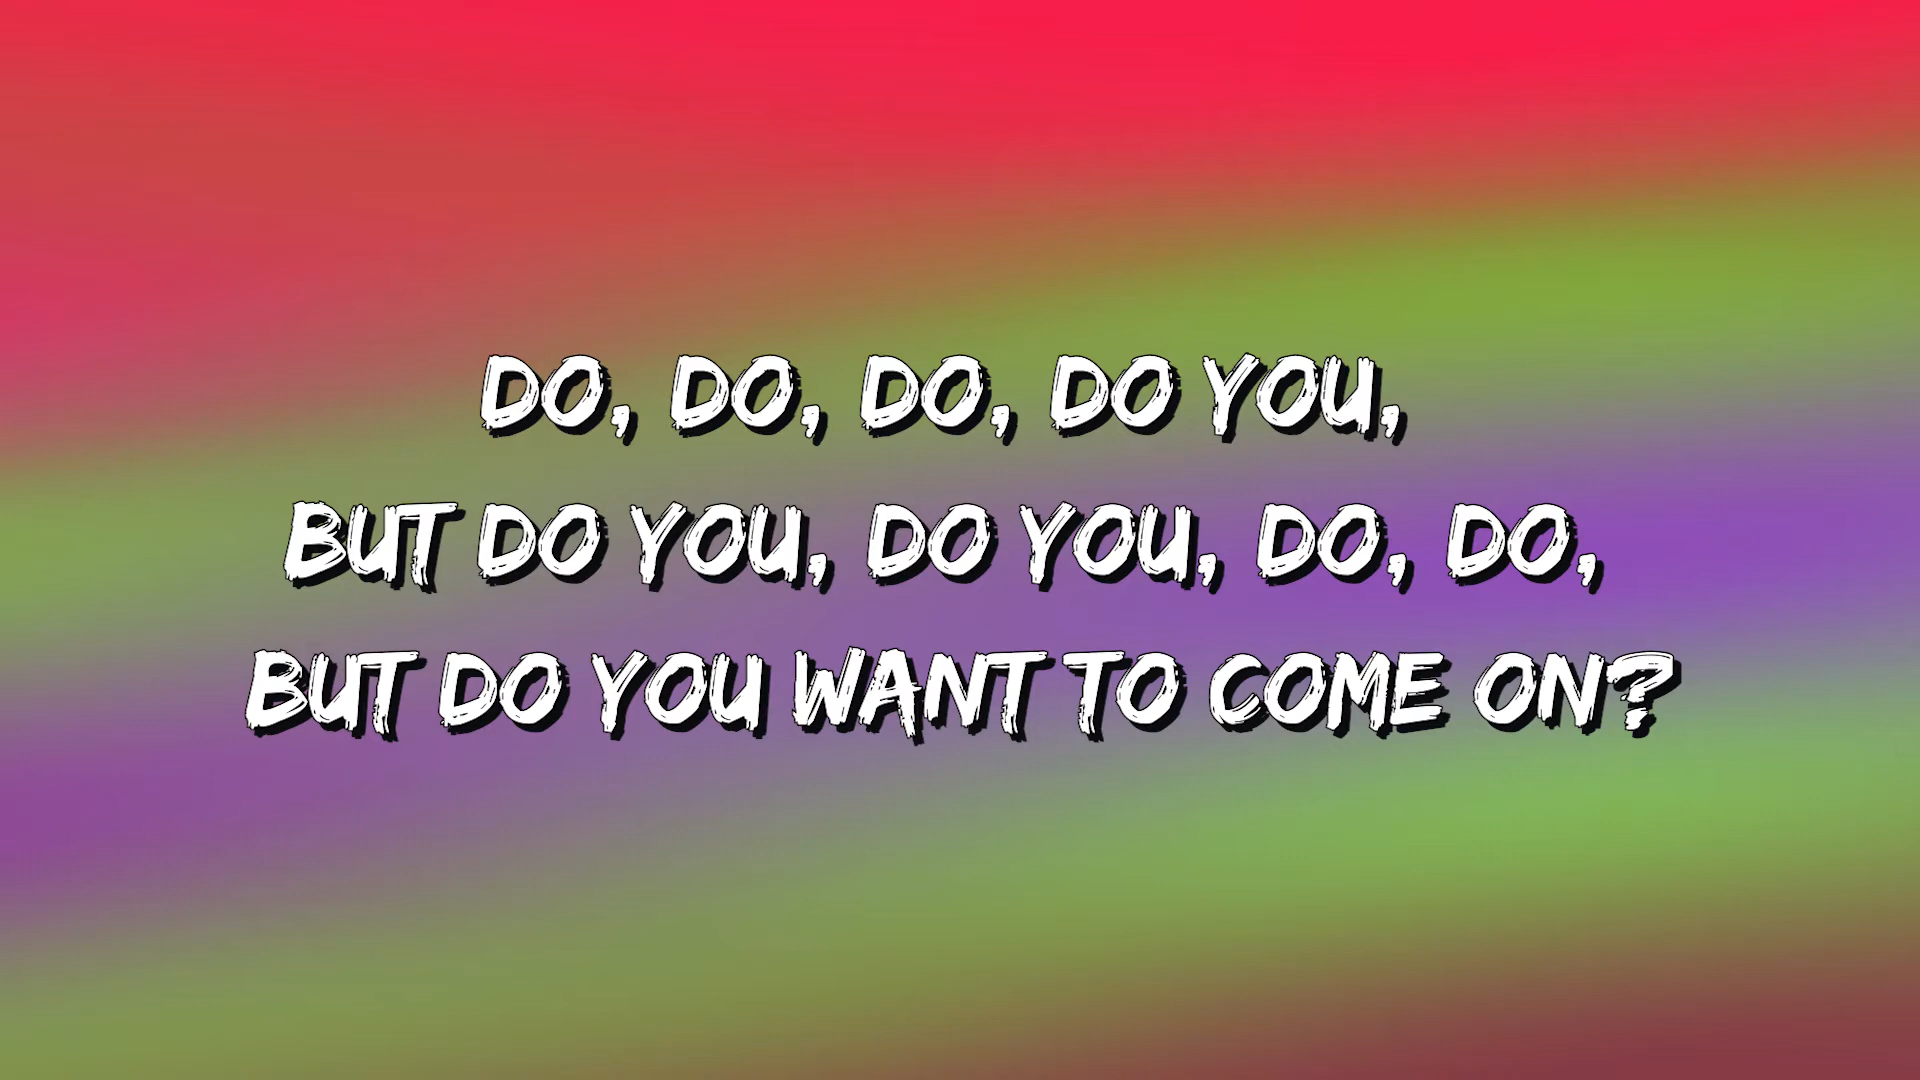 DO, DO, DO, DO YOU,
BUT DO YOU, DO YOU, DO, DO,
BUT DO YOU WANT TO COME ON?